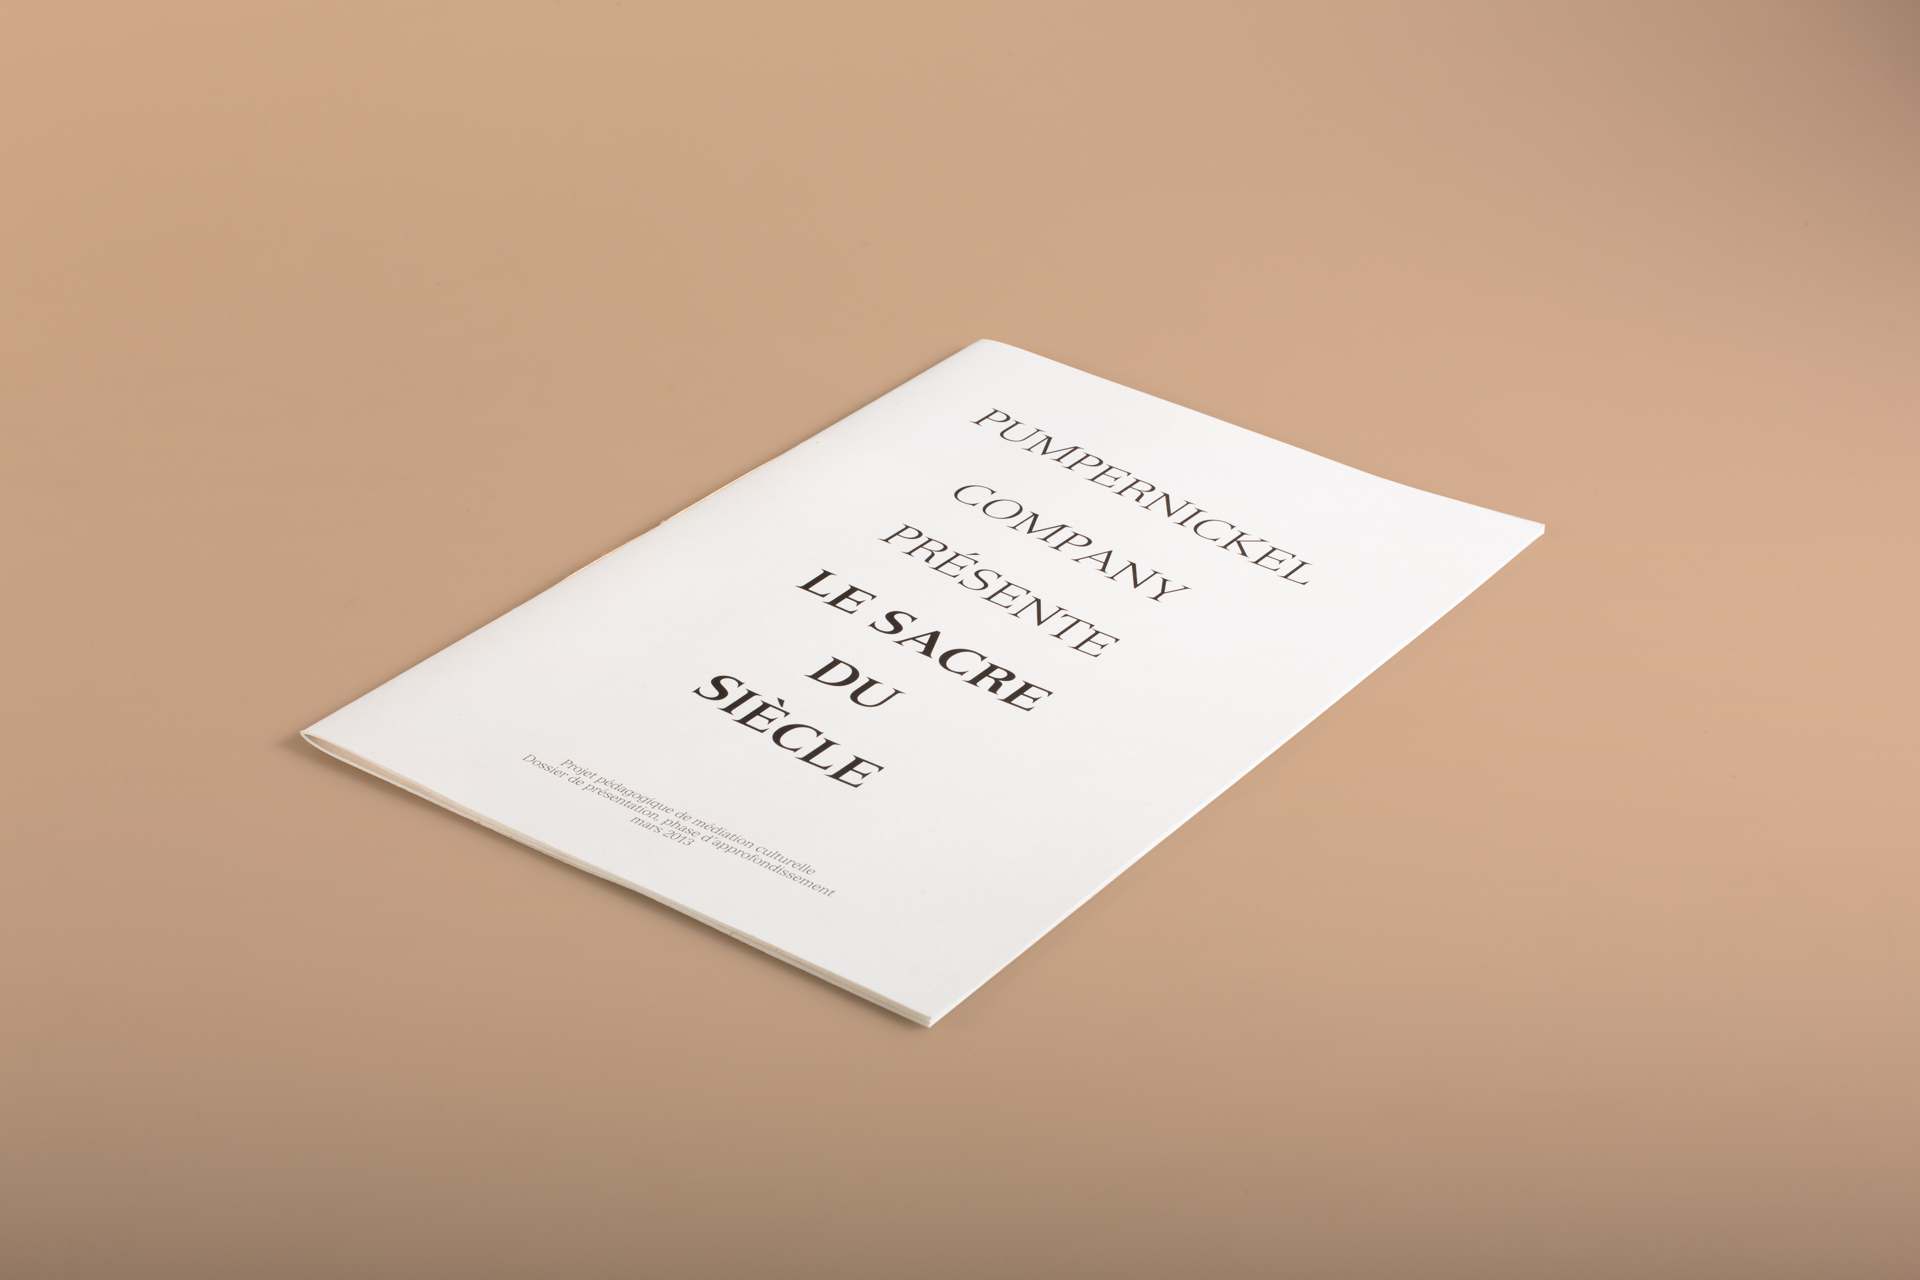 PUMPERNICKEL
COMPANY
PRÉSENTE
LE SACRE
DU
SIÈCLE
Projet pédagogique de médiation culturelle
Dossier de présentation, phase d'approfondissement
mars 2013